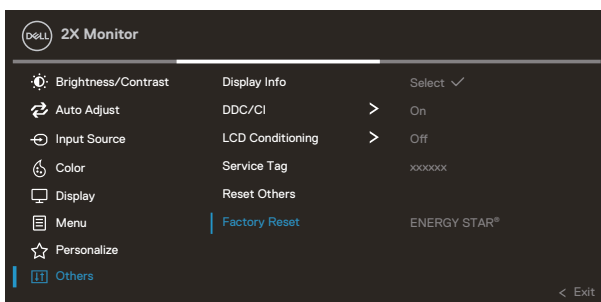 DELL 2X Monitor
Brightness/Contrast Display Info Select ✓
Auto Adjust DDC/CI > On
Input Source LCD Conditioning > Off
Color Service Tag xxxxxx
Display Reset Others
Menu Factory Reset ENERGY STAR®
Personalize
Others
< Exit